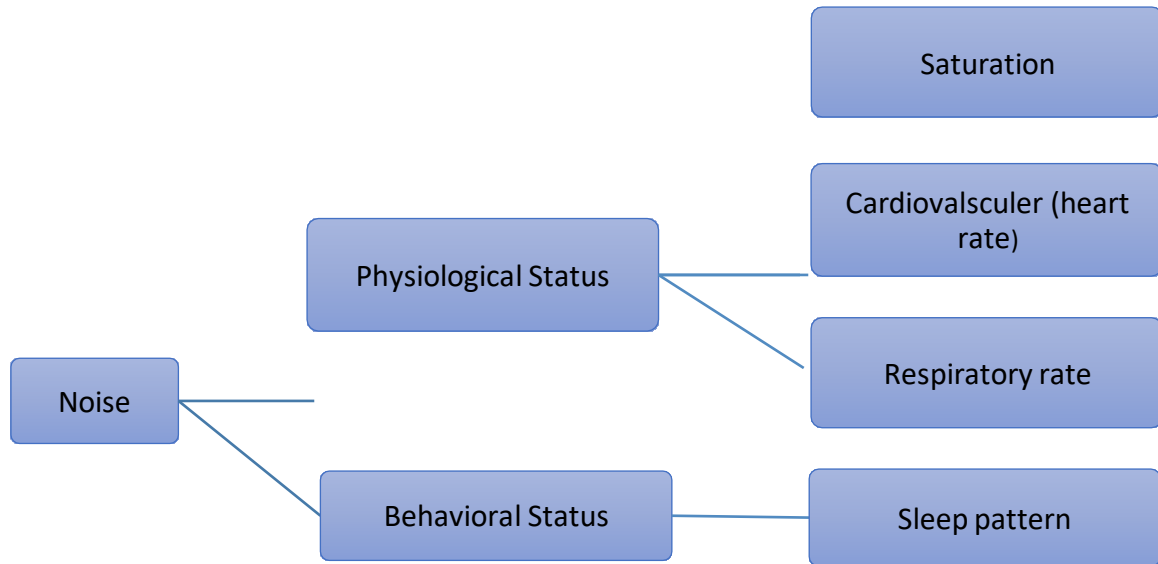 Saturation
Cardiovalsculer (heart
rate)
Physiological Status
Respiratory rate
Noise
Behavioral Status
Sleep pattern